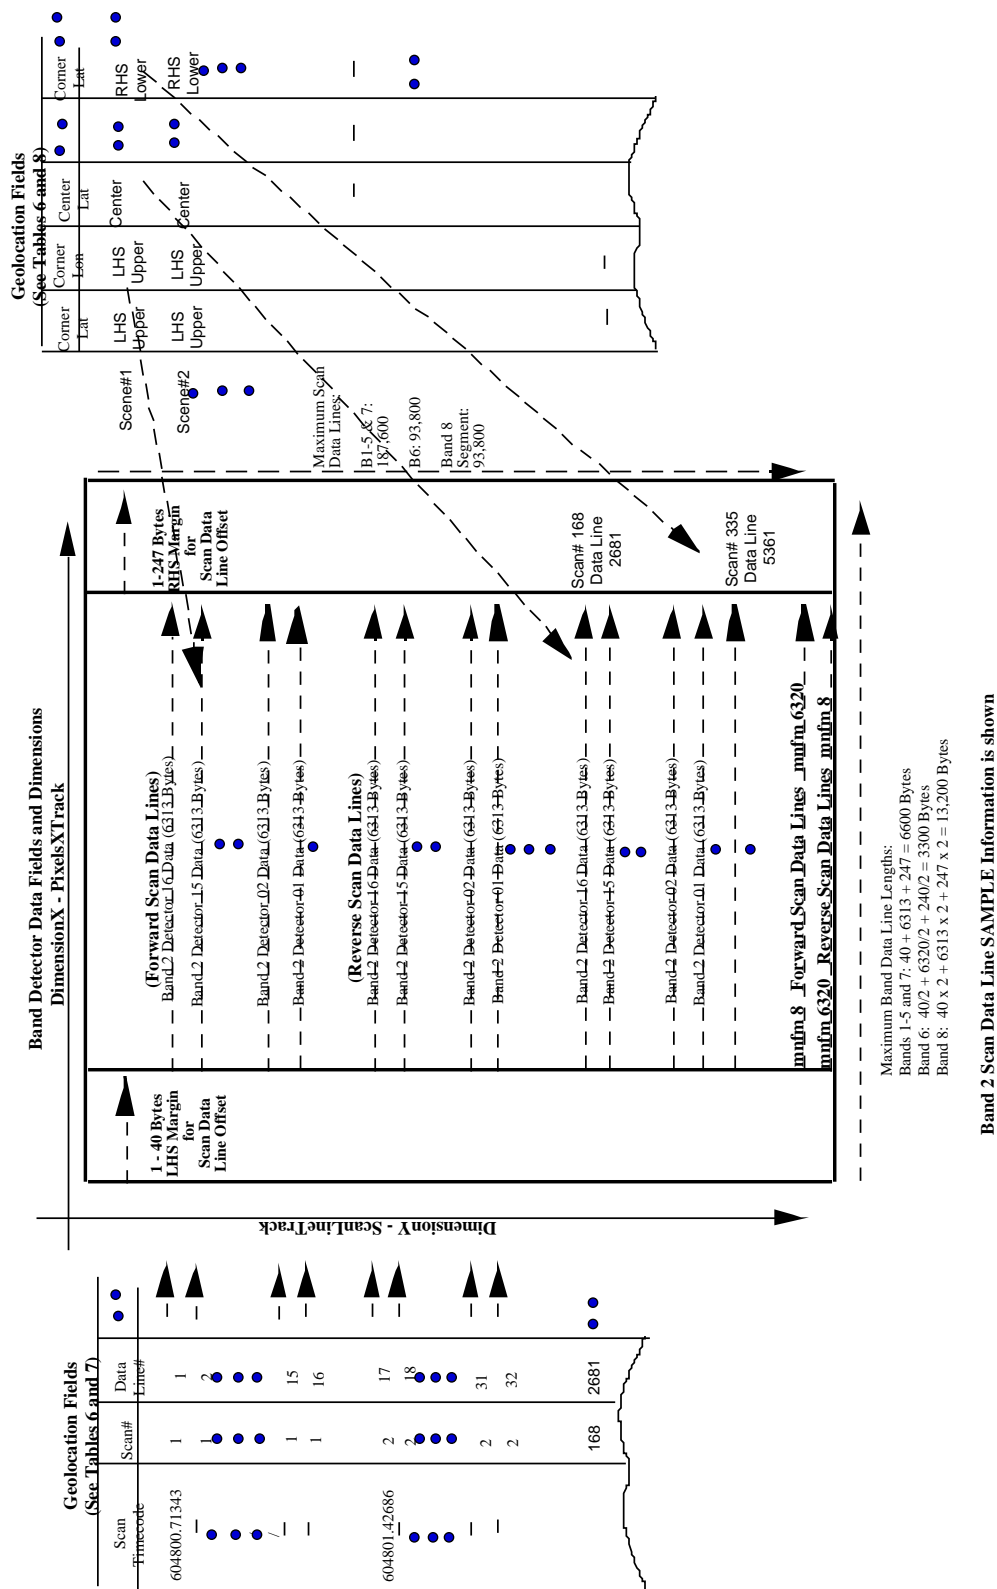 Geolocation Fields
(See Tables 6 and 7)
Scan
Timecode
Scan#
Data
Line#
604800.71343
1
1
1
2
1
15
1
16
604801.42686
2
17
2
18
2
31
2
32
168
2681
Band Detector Data Fields and Dimensions
DimensionX - PixelsXTrack
DimensionY - ScanLineTrack
1 - 40 Bytes
LHS Margin
for
Scan Data
Line Offset
(Forward Scan Data Lines)
Band 2 Detector 16 Data (6313 Bytes)
Band 2 Detector 15 Data (6313 Bytes)
Band 2 Detector 02 Data (6313 Bytes)
Band 2 Detector 01 Data (6313 Bytes)
(Reverse Scan Data Lines)
Band 2 Detector 16 Data (6313 Bytes)
Band 2 Detector 15 Data (6313 Bytes)
Band 2 Detector 02 Data (6313 Bytes)
Band 2 Detector 01 Data (6313 Bytes)
Band 2 Detector 16 Data (6313 Bytes)
Band 2 Detector 15 Data (6313 Bytes)
Band 2 Detector 02 Data (6313 Bytes)
Band 2 Detector 01 Data (6313 Bytes)
mnfm 8 Forward Scan Data Lines mnfm 6320
mnfm 6320 Reverse Scan Data Lines mnfm 8
1-247 Bytes
RHS Margin
for
Scan Data
Line Offset
Scan# 168
Data Line
2681
Scan# 335
Data Line
5361
Maximum Scan
Data Lines:
B1-5 & 7:
187,600
B6: 93,800
Band 8
Segment:
93,800
Geolocation Fields
(See Tables 6 and 8)
Corner
Lat
Corner
Lon
Center
Lat
Corner
Lat
Scene#1
LHS
Upper
LHS
Upper
Center
RHS
Lower
Scene#2
LHS
Upper
LHS
Upper
Center
RHS
Lower
Maximum Band Data Line Lengths:
Bands 1-5 and 7: 40 + 6313 + 247 = 6600 Bytes
Band 6: 40/2 + 6320/2 + 240/2 = 3300 Bytes
Band 8: 40 x 2 + 6313 x 2 + 247 x 2 = 13,200 Bytes
Band 2 Scan Data Line SAMPLE Information is shown